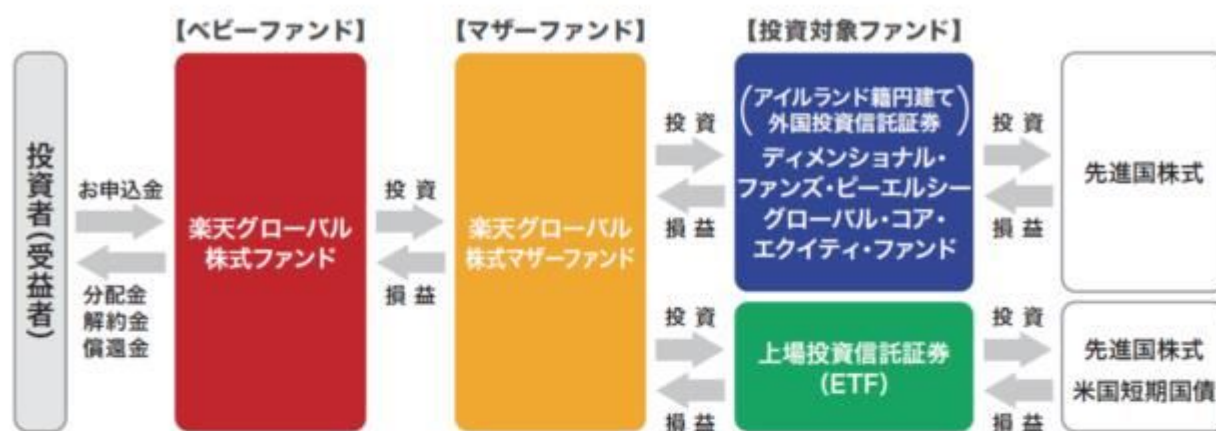 【ベビーファンド】
【マザーファンド】
【投資対象ファンド】
投資者(受益者)
お申込金
分配金
解約金
償還金
楽天グローバル
株式ファンド
投資
損益
楽天グローバル
株式マザーファンド
投資
損益
(アイルランド籍円建て
外国投資信託証券)
ディメンショナル・
ファンズ・ピーエルシー
グローバル・コア・
エクイティ・ファンド
投資
損益
先進国株式
投資
損益
上場投資信託証券
(ETF)
投資
損益
先進国株式
米国短期国債